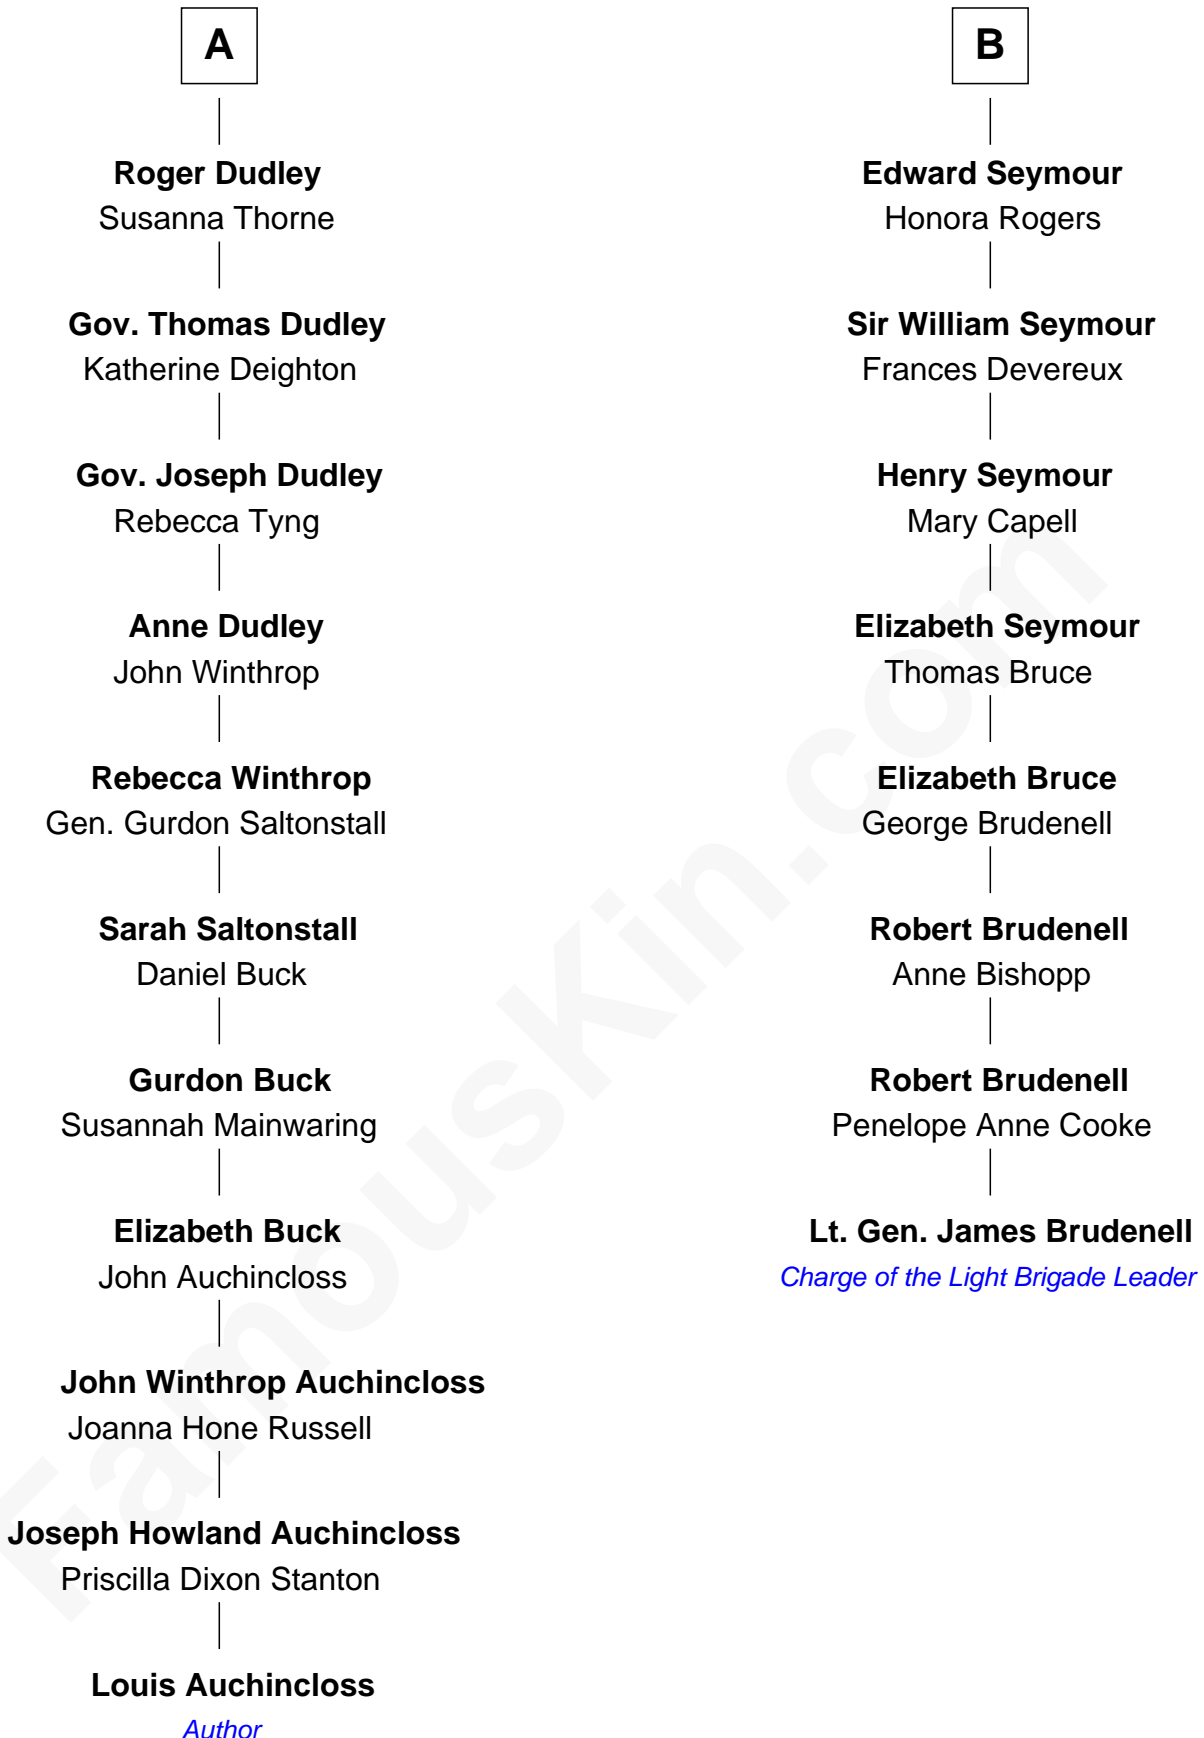 A
Roger Dudley
Susanna Thorne
Gov. Thomas Dudley
Katherine Deighton
Gov. Joseph Dudley
Rebecca Tyng
Anne Dudley
John Winthrop
Rebecca Winthrop
Gen. Gurdon Saltonstall
Sarah Saltonstall
Daniel Buck
Gurdon Buck
Susannah Mainwaring
Elizabeth Buck
John Auchincloss
John Winthrop Auchincloss
Joanna Hone Russell
Joseph Howland Auchincloss
Priscilla Dixon Stanton
Louis Auchincloss
Author
B
Edward Seymour
Honora Rogers
Sir William Seymour
Frances Devereux
Henry Seymour
Mary Capell
Elizabeth Seymour
Thomas Bruce
Elizabeth Bruce
George Brudenell
Robert Brudenell
Anne Bishopp
Robert Brudenell
Penelope Anne Cooke
Lt. Gen. James Brudenell
Charge of the Light Brigade Leader
FamousKin.com